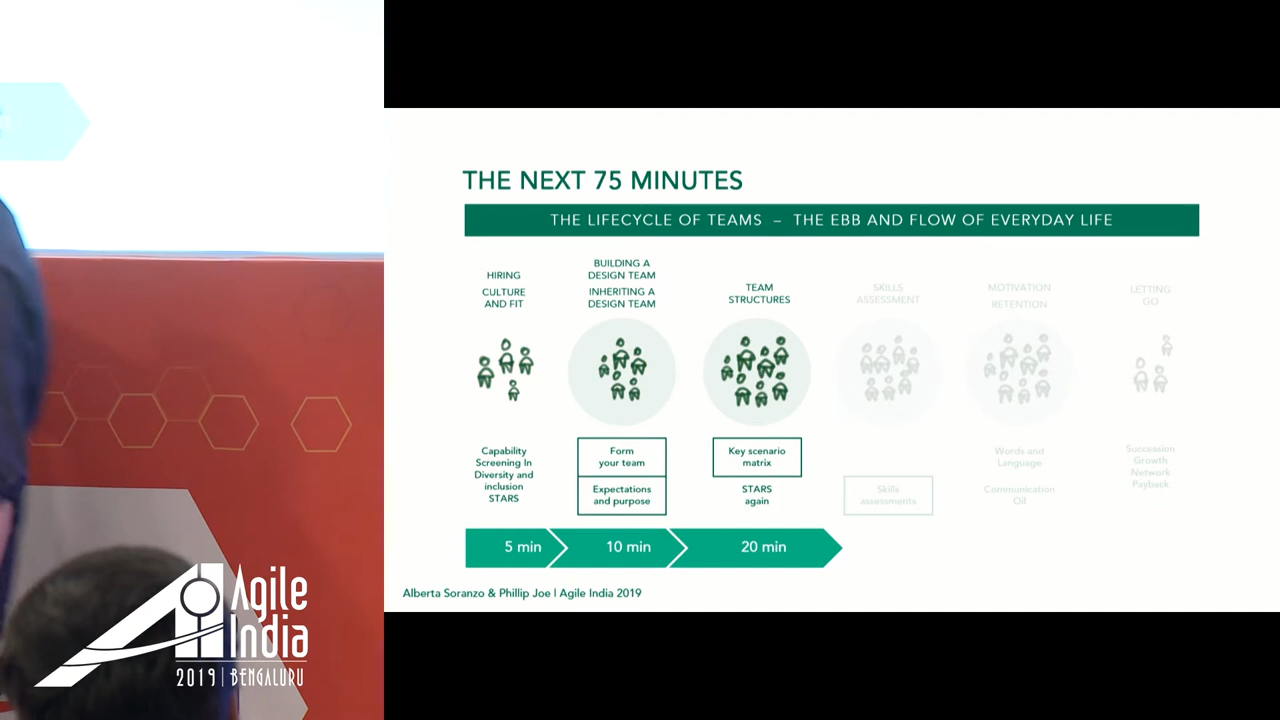 THE NEXT 75 MINUTES
THE LIFECYCLE OF TEAMS – THE EBB AND FLOW OF EVERYDAY LIFE
HIRING
CULTURE
AND FIT
BUILDING A
DESIGN TEAM
INHERITING A
DESIGN TEAM
TEAM
STRUCTURES
SKILLS
ASSESSMENT
MOTIVATION
RETENTION
LETTING
GO
Capability
Screening In
Diversity and
inclusion
STARS
Form
your team
Expectations
and purpose
Key scenario
matrix
STARS
again
Skills
assessments
Words and
Language
Communication
Oil
Succession
Growth
Network
Payback
5 min
10 min
20 min
Alberta Soranzo & Phillip Joe | Agile India 2019
Agile
India
2019 | BENGALURU